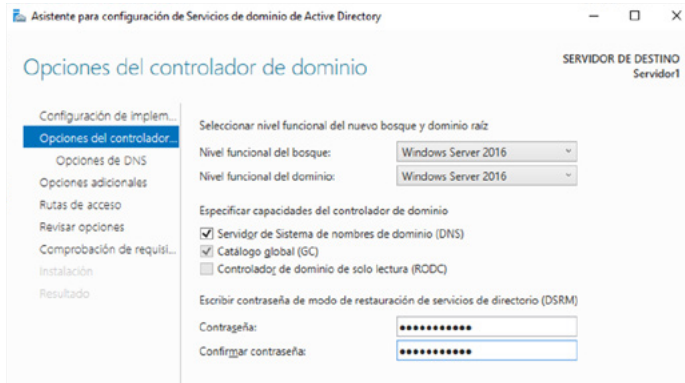 Asistente para configuración de Servicios de dominio de Active Directory
Opciones del controlador de dominio
SERVIDOR DE DESTINO
Servidor1
Configuración de implem...
Opciones del controlador...
Opciones de DNS
Opciones adicionales
Rutas de acceso
Revisar opciones
Comprobación de requisi...
Instalación
Resultado
Seleccionar nivel funcional del nuevo bosque y dominio raíz
Nivel funcional del bosque: Windows Server 2016
Nivel funcional del dominio: Windows Server 2016
Especificar capacidades del controlador de dominio
Servidor de Sistema de nombres de dominio (DNS)
Catálogo global (GC)
Controlador de dominio de solo lectura (RODC)
Escribir contraseña de modo de restauración de servicios de directorio (DSRM)
Contraseña: •••••••••••
Confirmar contraseña: •••••••••••